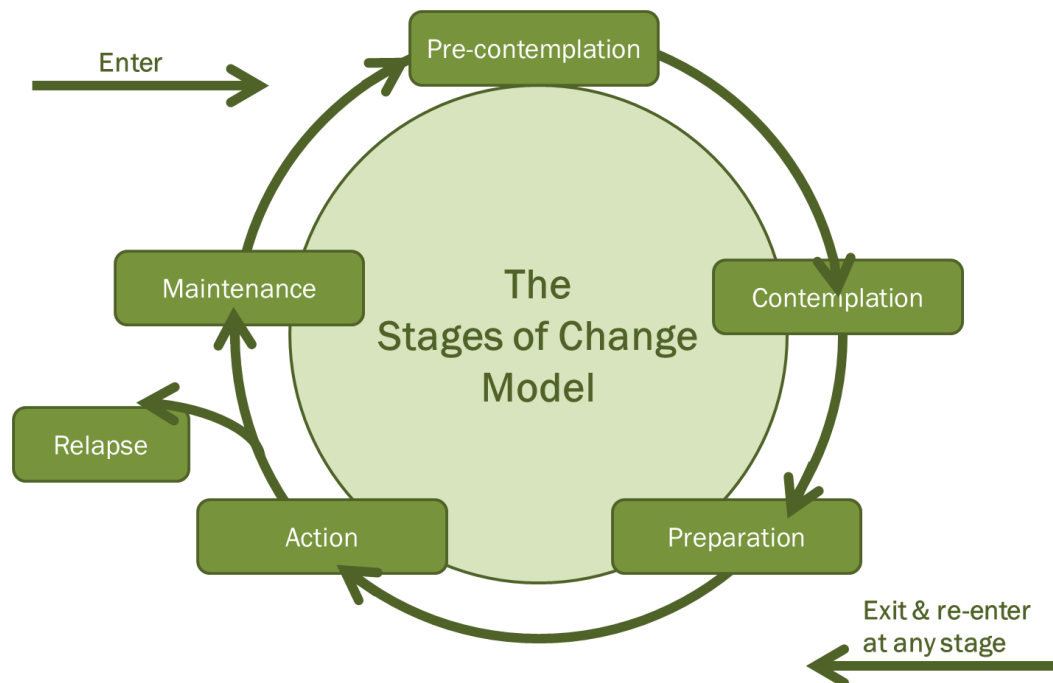 Enter
Pre-contemplation
Maintenance
The
Stages of Change
Model
Contemplation
Relapse
Action
Preparation
Exit & re-enter
at any stage